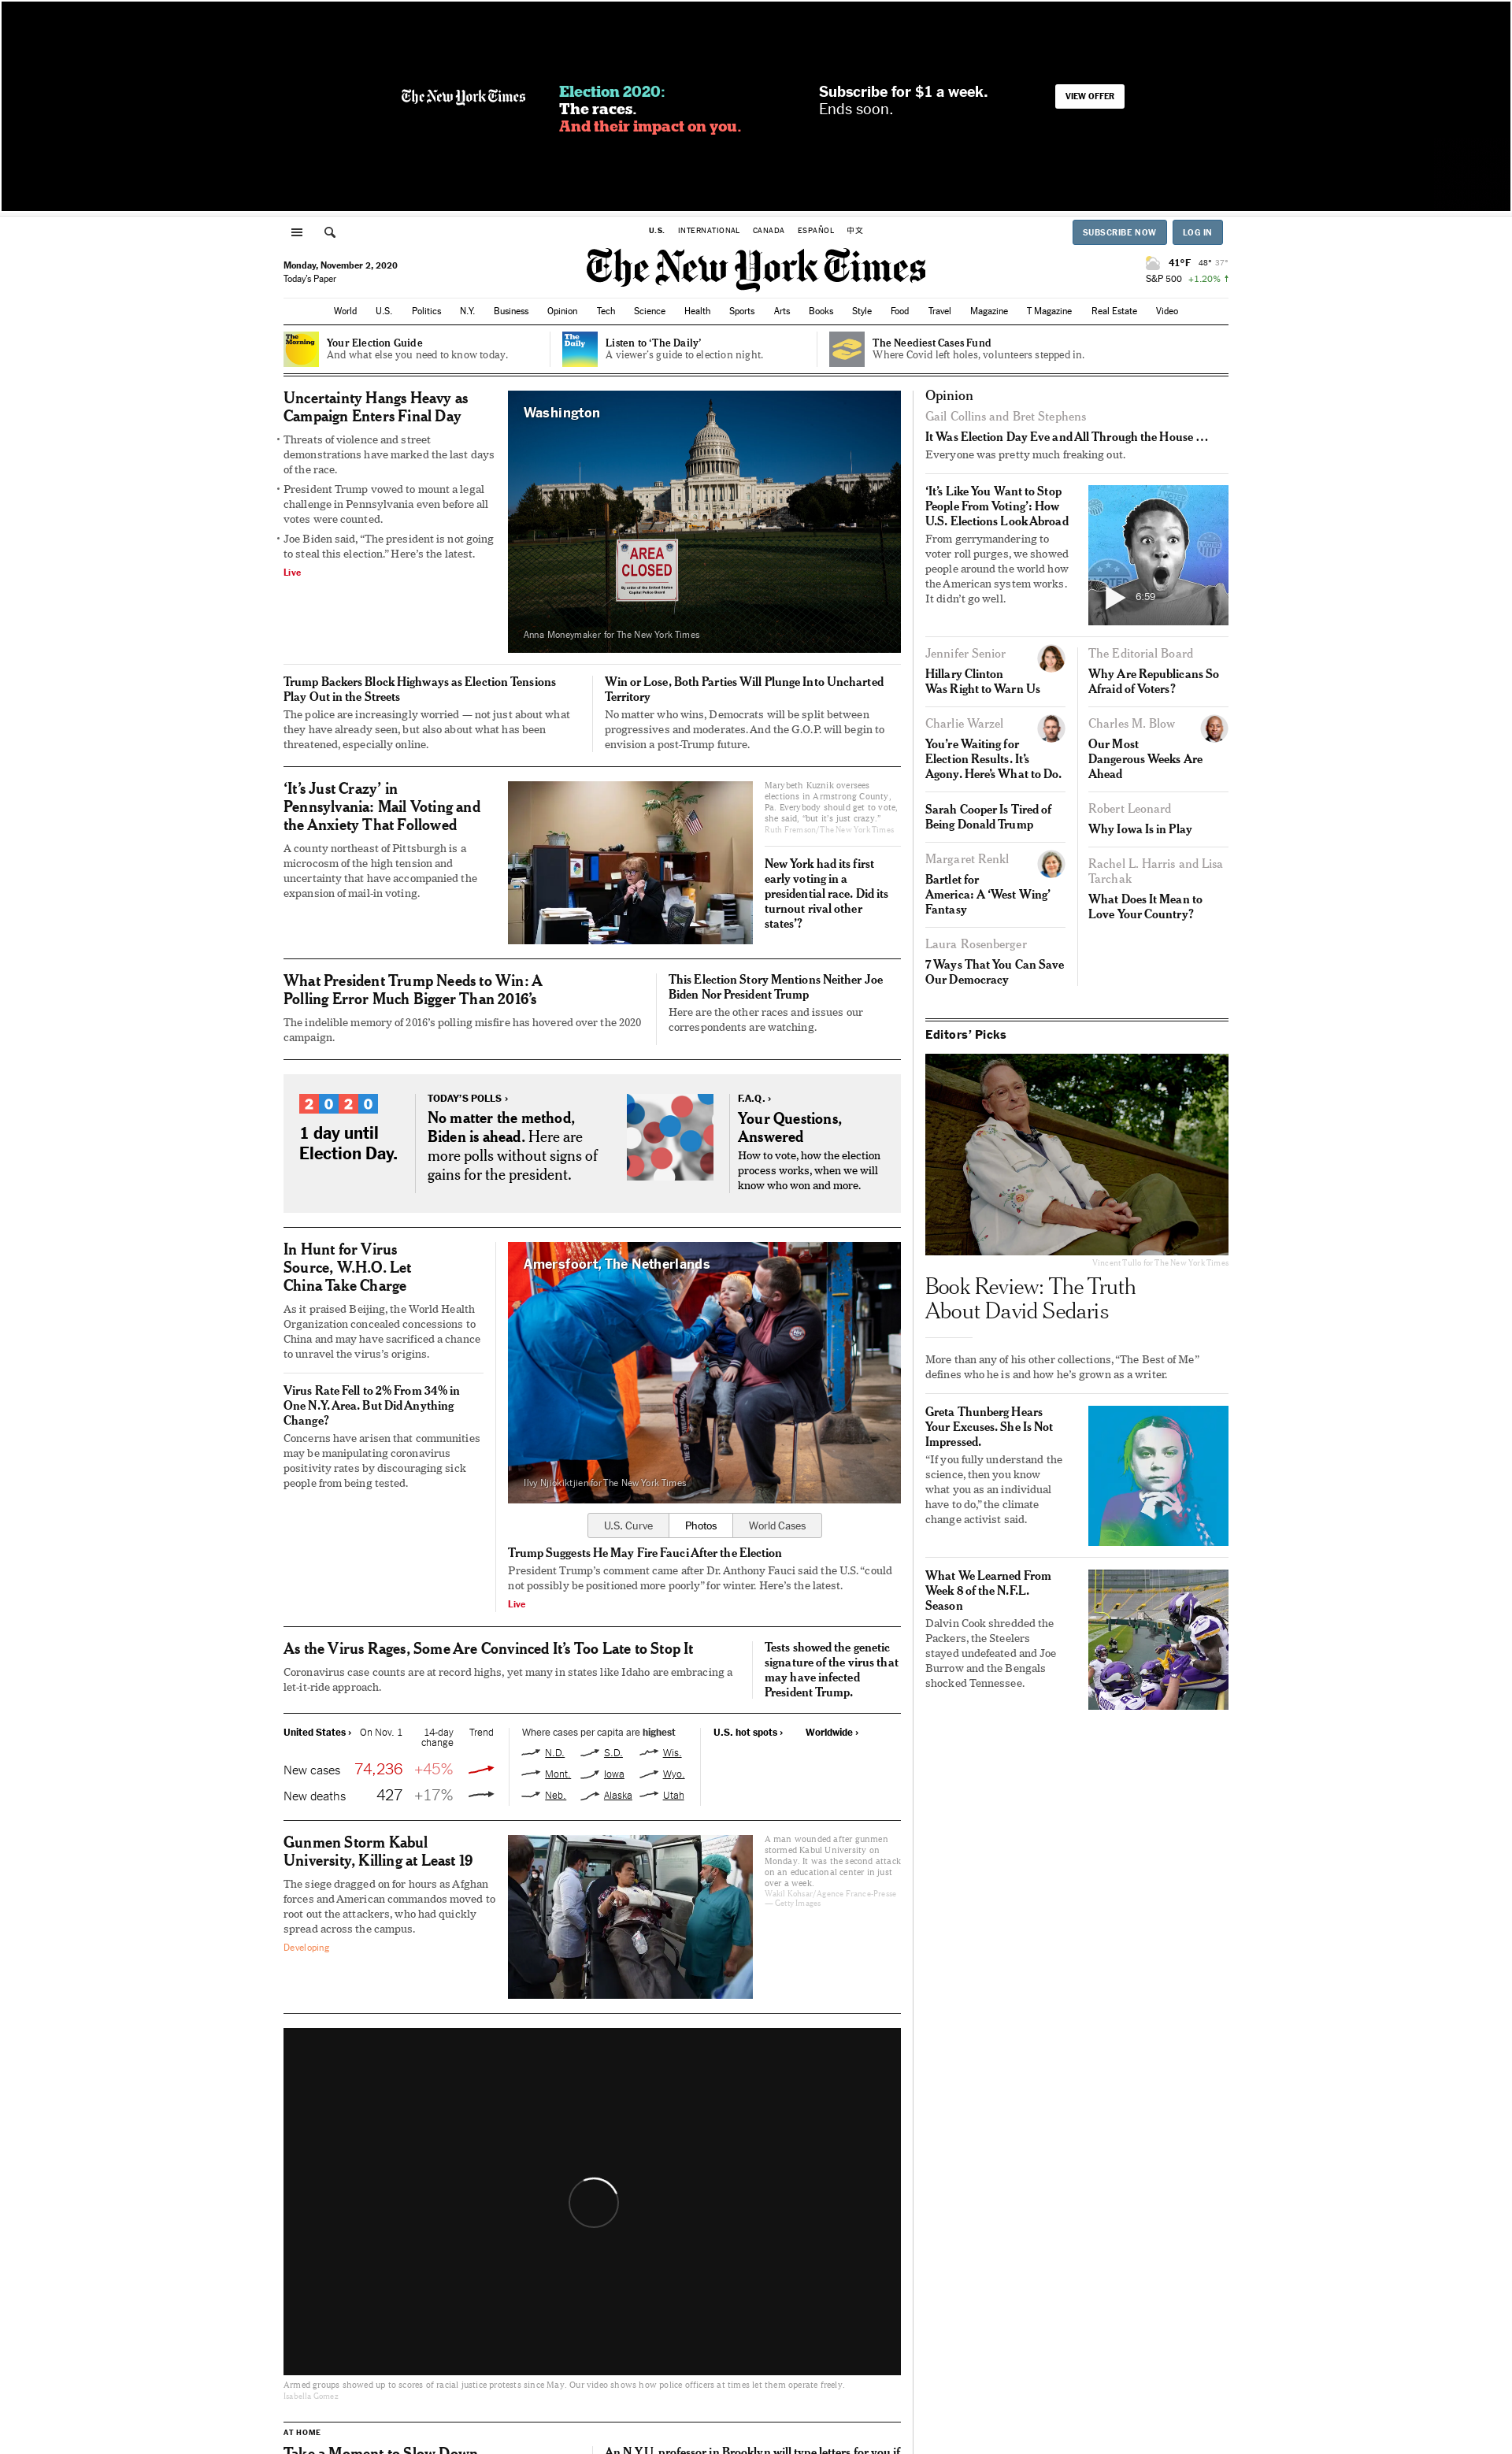 The New York Times
Election 2020:
The races.
And their impact on you.
Subscribe for $1 a week.
Ends soon.
VIEW OFFER
U.S. INTERNATIONAL CANADA ESPAÑOL 中文
SUBSCRIBE NOW LOG IN
Monday, November 2, 2020
Today's Paper
The New York Times
41°F 48° 37°
S&P 500 +1.20% ↑
World U.S. Politics N.Y. Business Opinion Tech Science Health Sports Arts Books Style Food Travel Magazine T Magazine Real Estate Video
The
Morning
Your Election Guide
And what else you need to know today.
The
Daily
Listen to ‘The Daily’
A viewer’s guide to election night.
The Neediest Cases Fund
Where Covid left holes, volunteers stepped in.
Uncertainty Hangs Heavy as
Campaign Enters Final Day
• Threats of violence and street
demonstrations have marked the last days
of the race.
• President Trump vowed to mount a legal
challenge in Pennsylvania even before all
votes were counted.
• Joe Biden said, “The president is not going
to steal this election.” Here’s the latest.
Live
Washington
AREA
CLOSED
Anna Moneymaker for The New York Times
Trump Backers Block Highways as Election Tensions
Play Out in the Streets
The police are increasingly worried — not just about what
they have already seen, but also about what has been
threatened, especially online.
Win or Lose, Both Parties Will Plunge Into Uncharted
Territory
No matter who wins, Democrats will be split between
progressives and moderates. And the G.O.P. will begin to
envision a post-Trump future.
‘It’s Just Crazy’ in
Pennsylvania: Mail Voting and
the Anxiety That Followed
A county northeast of Pittsburgh is a
microcosm of the high tension and
uncertainty that have accompanied the
expansion of mail-in voting.
Marybeth Kuznik oversees
elections in Armstrong County,
Pa. Everybody should get to vote,
she said, “but it’s just crazy.”
Ruth Fremson/The New York Times
New York had its first
early voting in a
presidential race. Did its
turnout rival other
states’?
What President Trump Needs to Win: A
Polling Error Much Bigger Than 2016’s
The indelible memory of 2016’s polling misfire has hovered over the 2020
campaign.
This Election Story Mentions Neither Joe
Biden Nor President Trump
Here are the other races and issues our
correspondents are watching.
2020
1 day until
Election Day.
TODAY’S POLLS ›
No matter the method,
Biden is ahead. Here are
more polls without signs of
gains for the president.
F.A.Q. ›
Your Questions,
Answered
How to vote, how the election
process works, when we will
know who won and more.
In Hunt for Virus
Source, W.H.O. Let
China Take Charge
As it praised Beijing, the World Health
Organization concealed concessions to
China and may have sacrificed a chance
to unravel the virus’s origins.
Virus Rate Fell to 2% From 34% in
One N.Y. Area. But Did Anything
Change?
Concerns have arisen that communities
may be manipulating coronavirus
positivity rates by discouraging sick
people from being tested.
Amersfoort, The Netherlands
Ilvy Njiokiktjien for The New York Times
U.S. Curve Photos World Cases
Trump Suggests He May Fire Fauci After the Election
President Trump’s comment came after Dr. Anthony Fauci said the U.S. “could
not possibly be positioned more poorly” for winter. Here’s the latest.
Live
As the Virus Rages, Some Are Convinced It’s Too Late to Stop It
Coronavirus case counts are at record highs, yet many in states like Idaho are embracing a
let-it-ride approach.
Tests showed the genetic
signature of the virus that
may have infected
President Trump.
United States › On Nov. 1 14-day change Trend
New cases 74,236 +45%
New deaths 427 +17%
Where cases per capita are highest
N.D. S.D. Wis.
Mont. Iowa Wyo.
Neb. Alaska Utah
U.S. hot spots › Worldwide ›
Gunmen Storm Kabul
University, Killing at Least 19
The siege dragged on for hours as Afghan
forces and American commandos moved to
root out the attackers, who had quickly
spread across the campus.
Developing
A man wounded after gunmen
stormed Kabul University on
Monday. It was the second attack
on an educational center in just
over a week.
Wakil Kohsar/Agence France-Presse
— Getty Images
Armed groups showed up to scores of racial justice protests since May. Our video shows how police officers at times let them operate freely.
Isabella Gomez
AT HOME
Take a Moment to Slow Down
An N.Y.U. professor in Brooklyn will type letters for you if
Opinion
Gail Collins and Bret Stephens
It Was Election Day Eve and All Through the House …
Everyone was pretty much freaking out.
‘It’s Like You Want to Stop
People From Voting’: How
U.S. Elections Look Abroad
From gerrymandering to
voter roll purges, we showed
people around the world how
the American system works.
It didn’t go well.
6:59
Jennifer Senior
Hillary Clinton
Was Right to Warn Us
The Editorial Board
Why Are Republicans So
Afraid of Voters?
Charlie Warzel
You’re Waiting for
Election Results. It’s
Agony. Here’s What to Do.
Charles M. Blow
Our Most
Dangerous Weeks Are
Ahead
Sarah Cooper Is Tired of
Being Donald Trump
Robert Leonard
Why Iowa Is in Play
Margaret Renkl
Bartlet for
America: A ‘West Wing’
Fantasy
Rachel L. Harris and Lisa
Tarchak
What Does It Mean to
Love Your Country?
Laura Rosenberger
7 Ways That You Can Save
Our Democracy
Editors’ Picks
Vincent Tullo for The New York Times
Book Review: The Truth
About David Sedaris
More than any of his other collections, “The Best of Me”
defines who he is and how he’s grown as a writer.
Greta Thunberg Hears
Your Excuses. She Is Not
Impressed.
“If you fully understand the
science, then you know
what you as an individual
have to do,” the climate
change activist said.
What We Learned From
Week 8 of the N.F.L.
Season
Dalvin Cook shredded the
Packers, the Steelers
stayed undefeated and Joe
Burrow and the Bengals
shocked Tennessee.